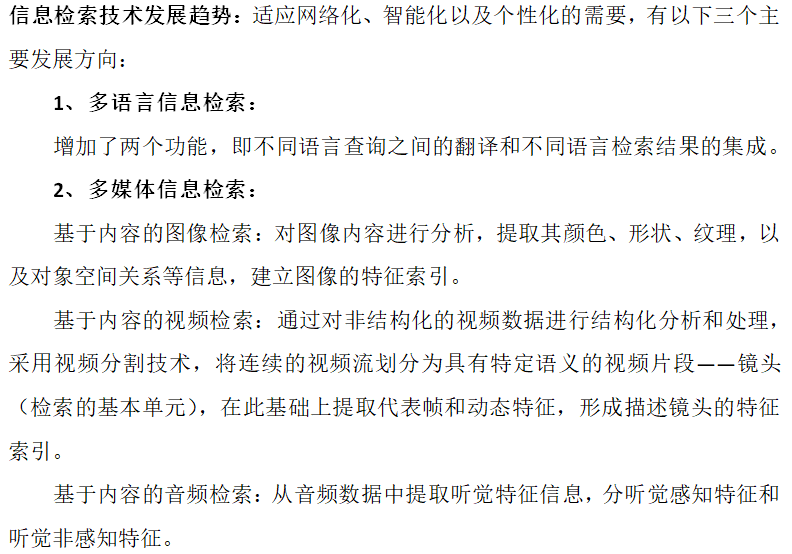 信息检索技术发展趋势：适应网络化、智能化以及个性化的需要，有以下三个主
要发展方向：
1、多语言信息检索：
增加了两个功能，即不同语言查询之间的翻译和不同语言检索结果的集成。
2、多媒体信息检索：
基于内容的图像检索：对图像内容进行分析，提取其颜色、形状、纹理，以
及对象空间关系等信息，建立图像的特征索引。
基于内容的视频检索：通过对非结构化的视频数据进行结构化分析和处理，
采用视频分割技术，将连续的视频流划分为具有特定语义的视频片段——镜头
（检索的基本单元），在此基础上提取代表帧和动态特征，形成描述镜头的特征
索引。
基于内容的音频检索：从音频数据中提取听觉特征信息，分听觉感知特征和
听觉非感知特征。